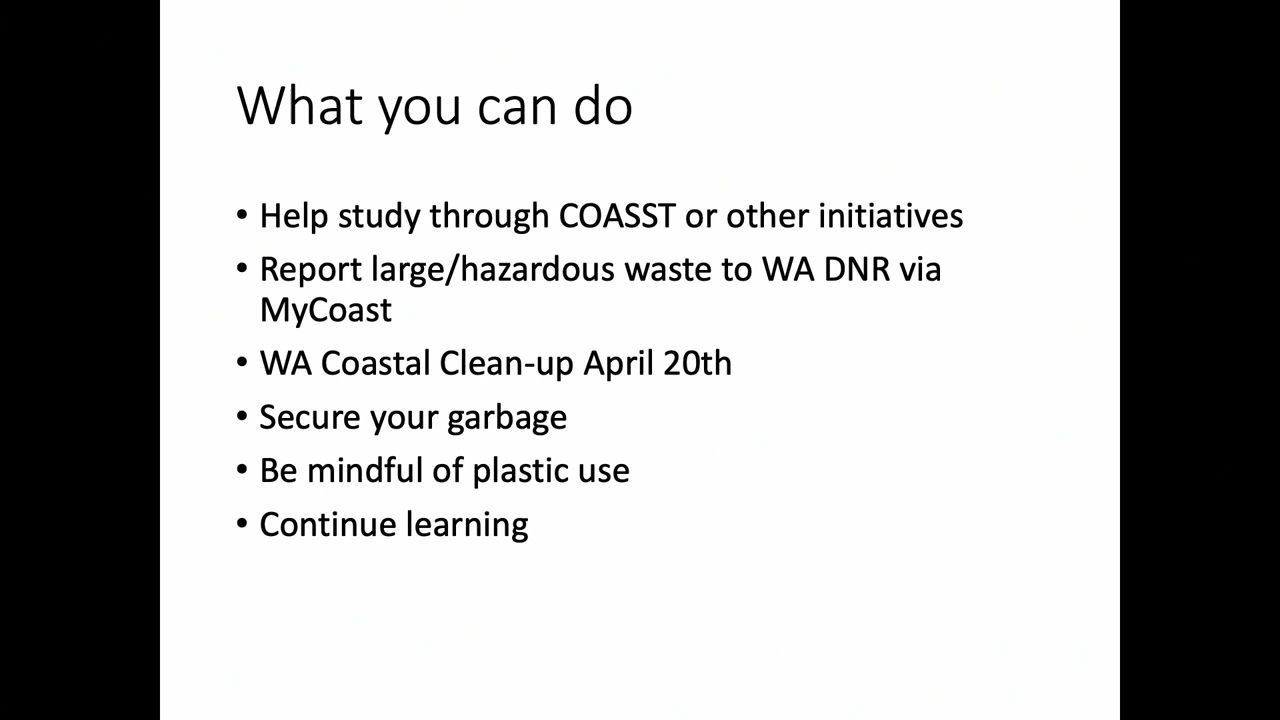 What you can do
• Help study through COASST or other initiatives
• Report large/hazardous waste to WA DNR via
MyCoast
• WA Coastal Clean-up April 20th
• Secure your garbage
• Be mindful of plastic use
• Continue learning